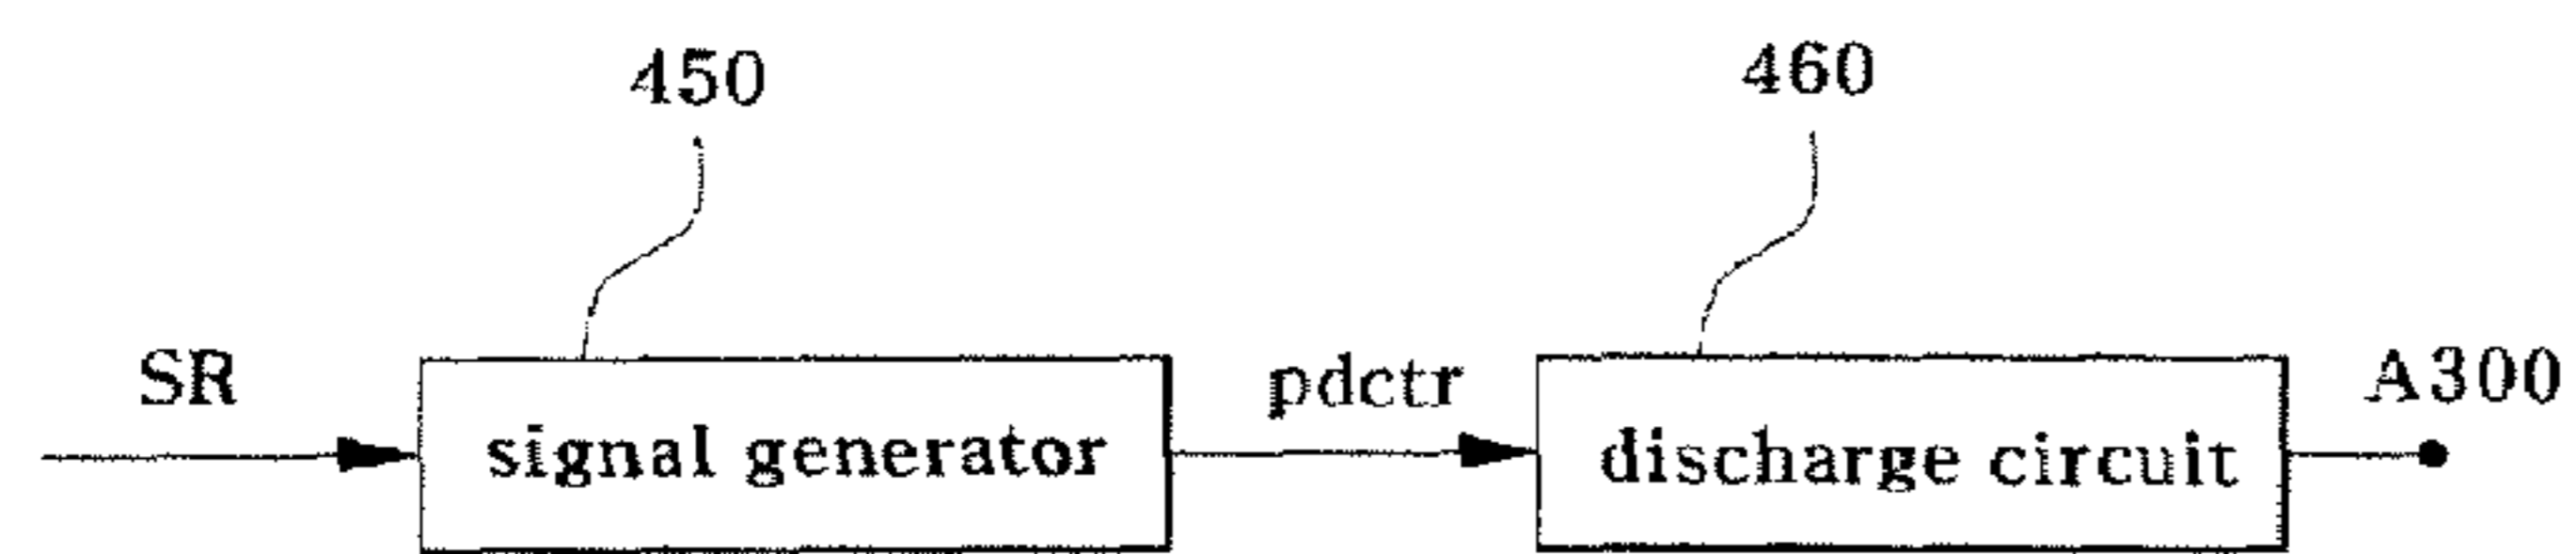 450
460
SR
pdctr
A300
signal generator
discharge circuit